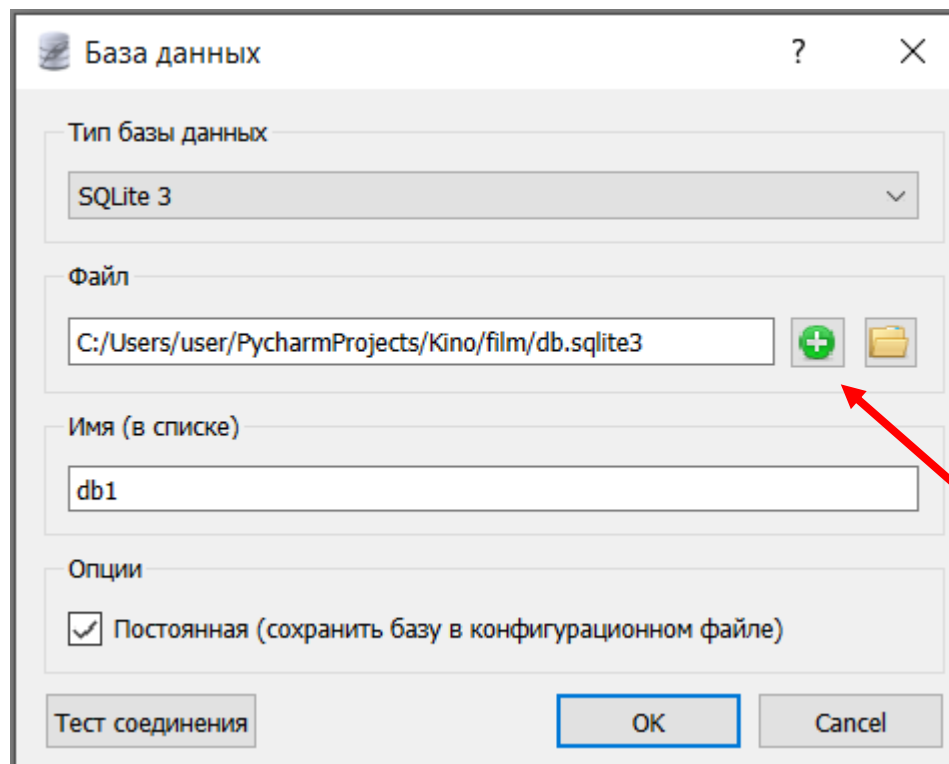 База данных
?
Тип базы данных
SQLite 3
Файл
C:/Users/user/PycharmProjects/Kino/film/db.sqlite3
Имя (в списке)
db1
Опции
Постоянная (сохранить базу в конфигурационном файле)
Тест соединения OK Cancel